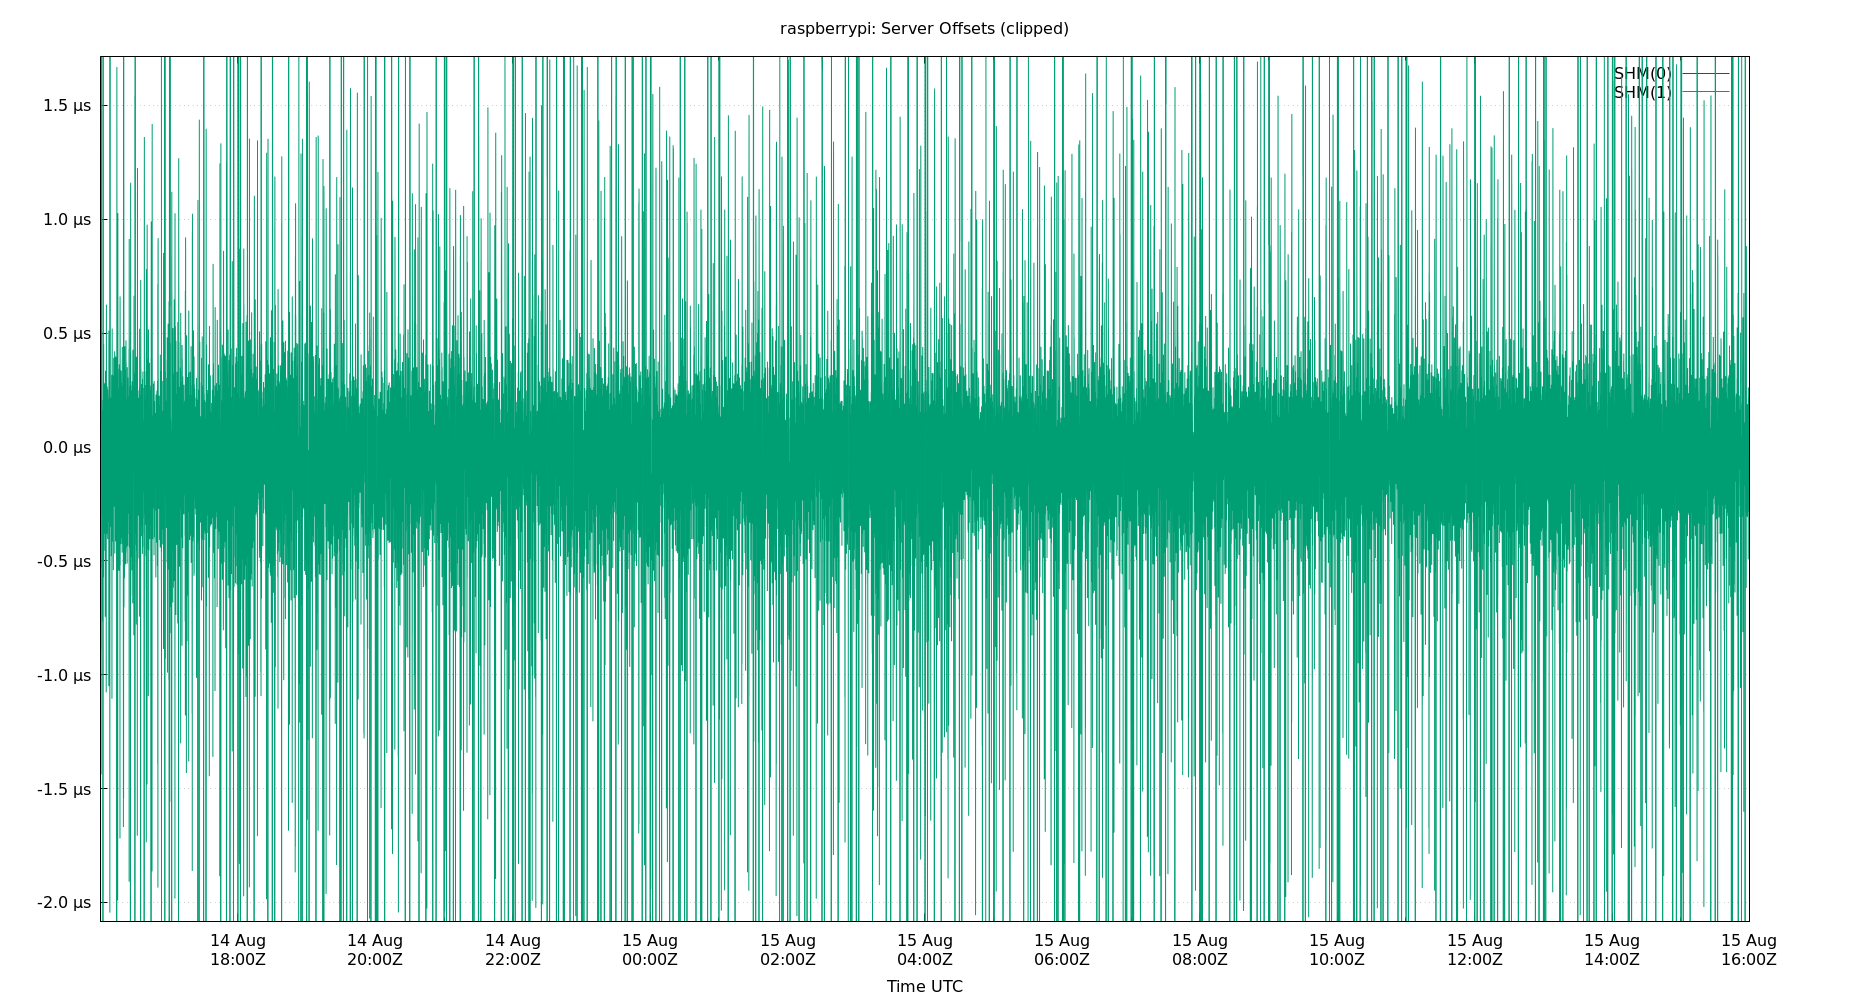 raspberrypi: Server Offsets (clipped)
SHM(0)
SHM(1)
1.5 µs
1.0 µs
0.5 µs
0.0 µs
-0.5 µs
-1.0 µs
-1.5 µs
-2.0 µs
14 Aug 14 Aug 14 Aug 15 Aug 15 Aug 15 Aug 15 Aug 15 Aug 15 Aug 15 Aug 15 Aug 15 Aug
18:00Z 20:00Z 22:00Z 00:00Z 02:00Z 04:00Z 06:00Z 08:00Z 10:00Z 12:00Z 14:00Z 16:00Z
Time UTC